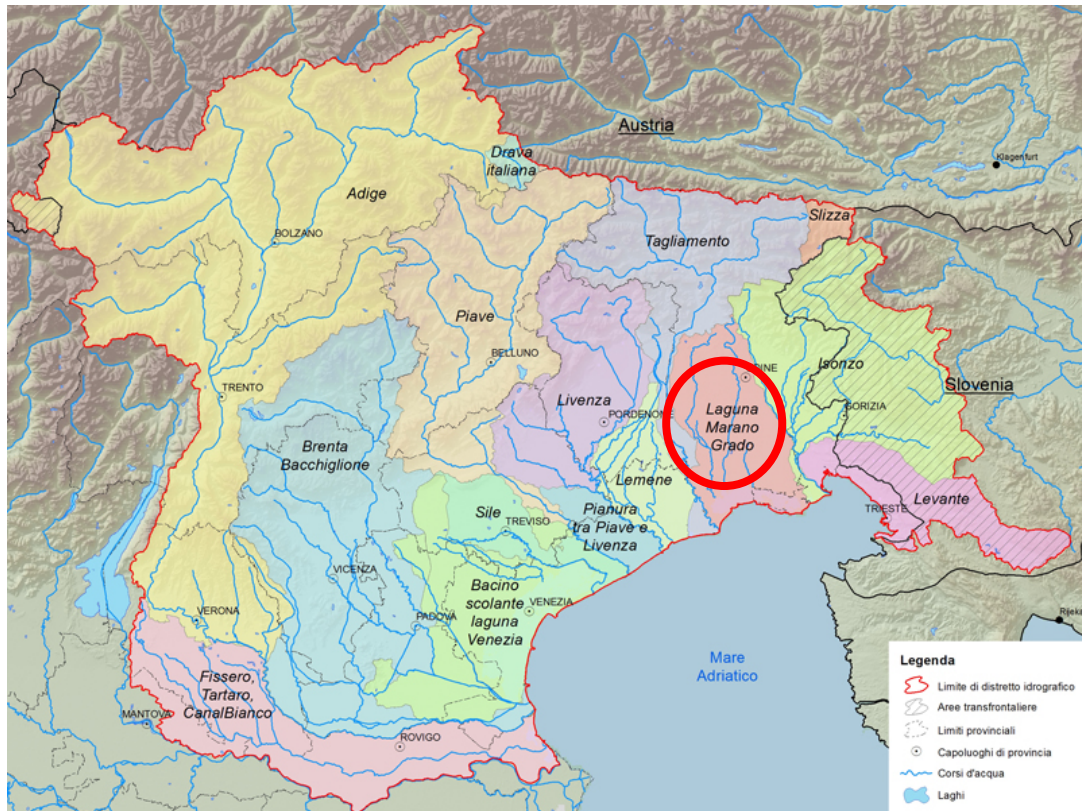 Austria
Klagenfurt
Drava
italiana
Adige
Slizza
BOLZANO
Tagliamento
Piave
BELLUNO
Isonzo
Slovenia
DINE
TRENTO
Livenza
PORDENONE
Laguna
Marano
Grado
GORIZIA
Brenta
Bacchiglione
Lemene
Levante
TRIESTE
Sile
TREVISO
Pianura
tra Piave e
Livenza
VICENZA
Bacino
scolante
laguna
Venezia
VENEZIA
PADOVA
VERONA
Rijeka
Fissero,
Tartaro,
CanalBianco
MANTOVA
ROVIGO
Mare
Adriatico
Legenda
Limite di distretto idrografico
Aree transfrontaliere
Limiti provinciali
Capoluoghi di provincia
Corsi d'acqua
Laghi